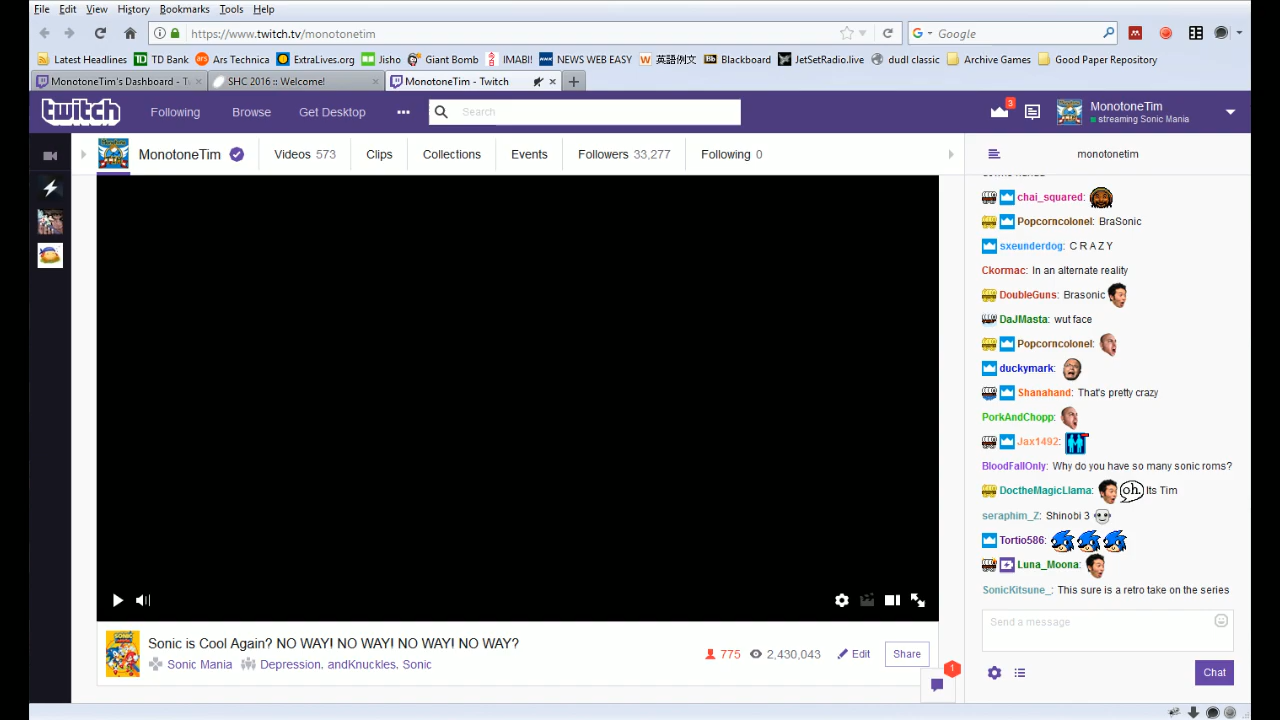 File Edit View History Bookmarks Tools Help
https://www.twitch.tv/monotonetim
Google
Latest Headlines TD Bank Ars Technica ExtraLives.org Jisho Giant Bomb IMABI! NEWS WEB EASY 英語例文 Blackboard JetSetRadio.live dudl classic Archive Games Good Paper Repository
MonotoneTim's Dashboard - T SHC 2016 :: Welcome! MonotoneTim - Twitch
twitch Following Browse Get Desktop ••• Search 3 MonotoneTim
streaming Sonic Mania
MonotoneTim Videos 573 Clips Collections Events Followers 33,277 Following 0 monotonetim
chai_squared:
Popcorncolonel: BraSonic
sxeunderdog: C R A Z Y
Ckormac: In an alternate reality
DoubleGuns: Brasonic
DaJMasta: wut face
Popcorncolonel:
duckymark:
Shanahand: That's pretty crazy
PorkAndChopp:
Jax1492:
BloodFallOnly: Why do you have so many sonic roms?
DoctheMagicLlama: oh. Its Tim
seraphim_Z: Shinobi 3
Tortio586:
Luna_Moona:
SonicKitsune_: This sure is a retro take on the series
Send a message
Chat
Sonic is Cool Again? NO WAY! NO WAY! NO WAY! NO WAY?
Sonic Mania Depression, andKnuckles, Sonic
775 2,430,043 Edit Share
1